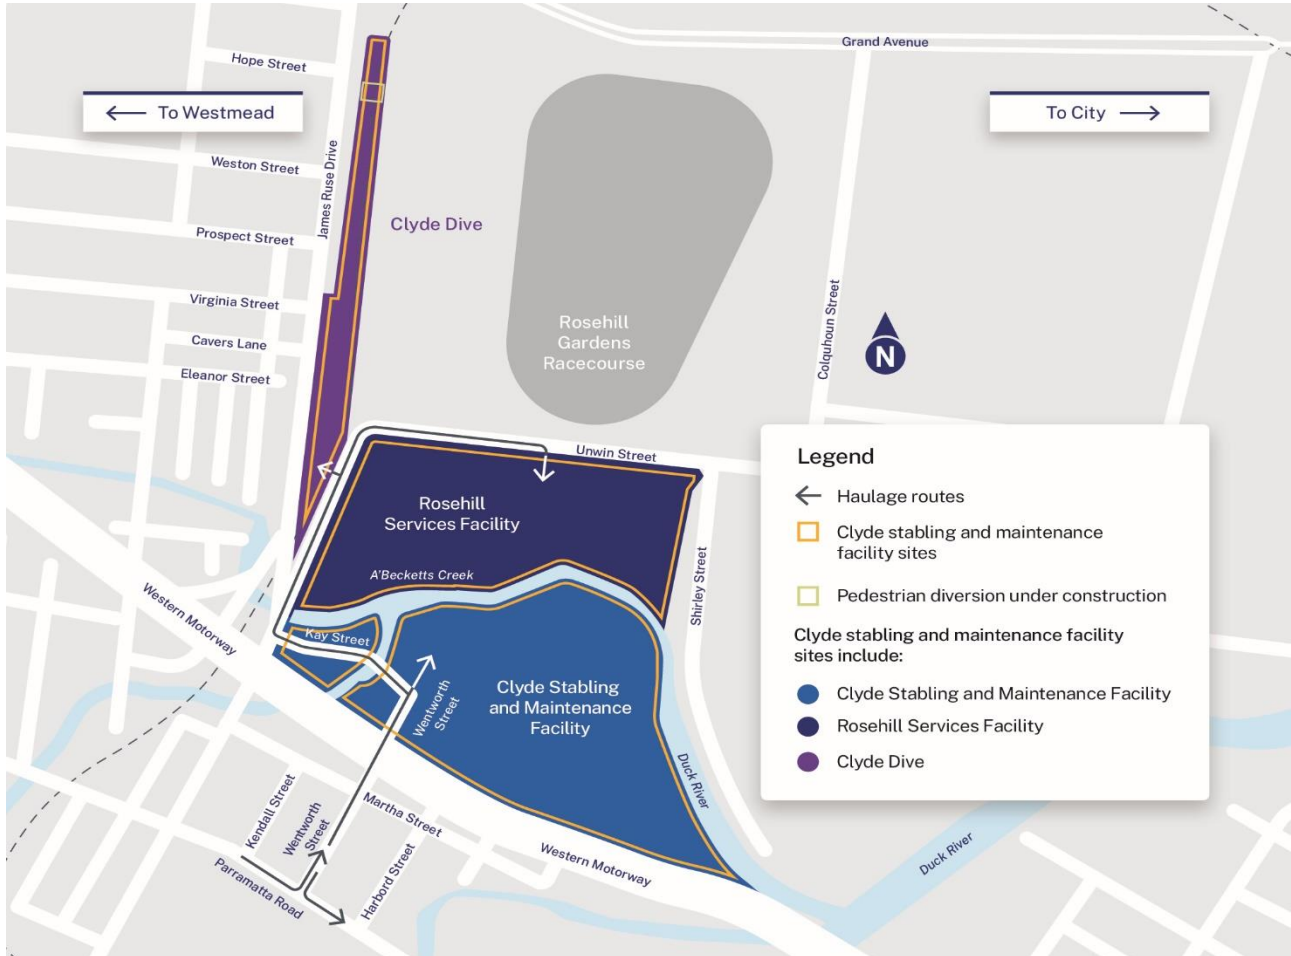 Grand Avenue
Hope Street
To Westmead
To City
Weston Street
James Ruse Drive
Clyde Dive
Prospect Street
Virginia Street
Cavers Lane
Eleanor Street
Rosehill
Gardens
Racecourse
Colquhoun Street
N
Unwin Street
Rosehill
Services Facility
A'Becketts Creek
Shirley Street
Western Motorway
Kay Street
Wentworth
Street
Clyde Stabling
and Maintenance
Facility
Duck River
Kendall Street
Wentworth
Street
Martha Street
Harbord Street
Parramatta Road
Western Motorway
Duck River
Legend
Haulage routes
Clyde stabling and maintenance
facility sites
Pedestrian diversion under construction
Clyde stabling and maintenance facility
sites include:
Clyde Stabling and Maintenance Facility
Rosehill Services Facility
Clyde Dive